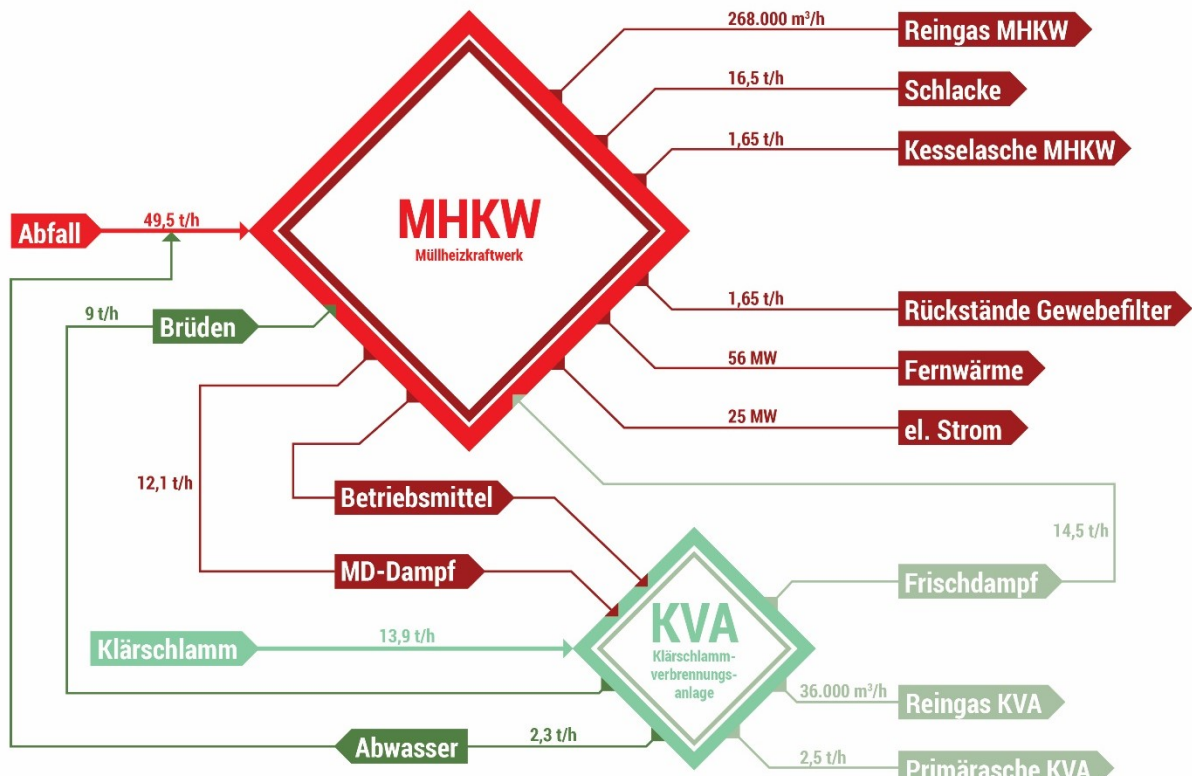 268.000 m³/h
Reingas MHKW
16,5 t/h
Schlacke
1,65 t/h
Kesselasche MHKW
MHKW
Müllheizkraftwerk
Abfall
49,5 t/h
9 t/h
Brüden
1,65 t/h
Rückstände Gewebefilter
56 MW
Fernwärme
25 MW
el. Strom
12,1 t/h
Betriebsmittel
14,5 t/h
MD-Dampf
Frischdampf
Klärschlamm
13,9 t/h
KVA
Klärschlamm-
verbrennungs-
anlage
36.000 m³/h
Reingas KVA
Abwasser
2,3 t/h
2,5 t/h
Primärasche KVA